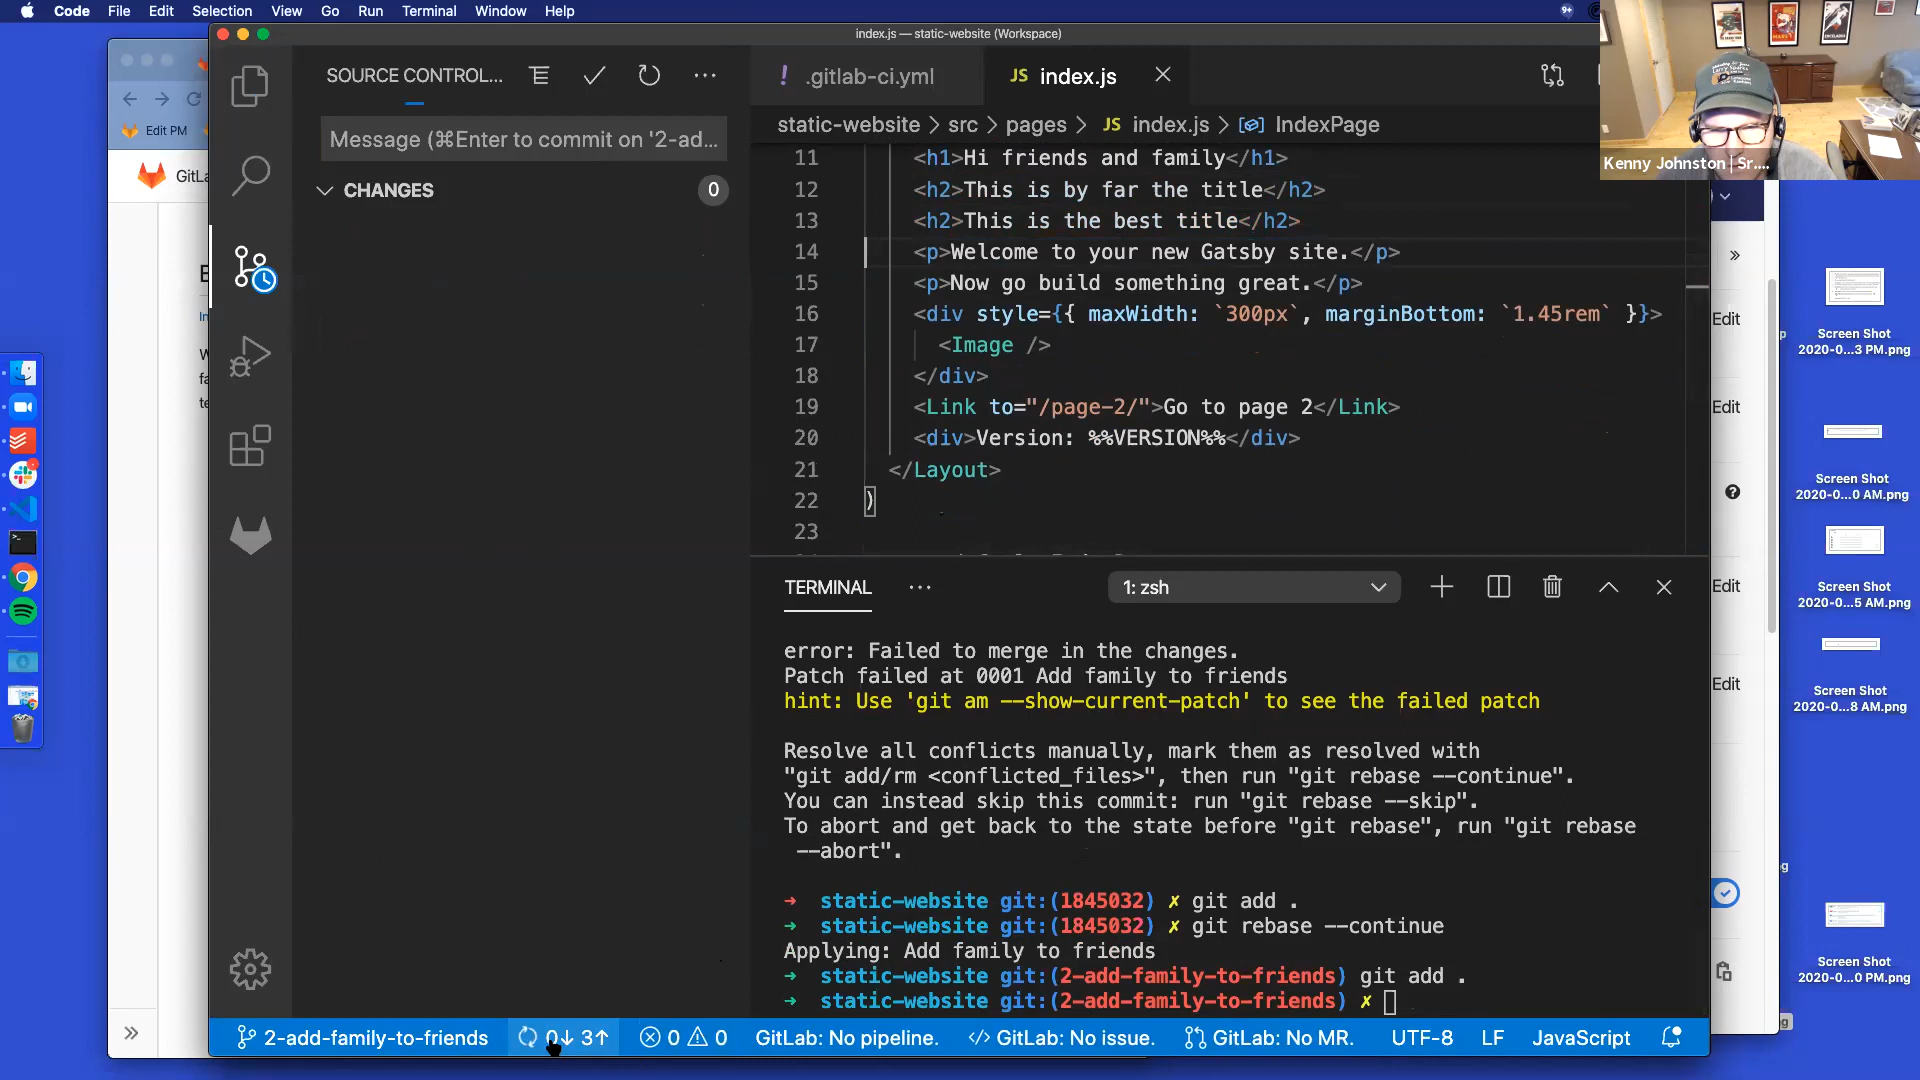 Code File Edit Selection View Go Run Terminal Window Help
9+
index.js — static-website (Workspace)
SOURCE CONTROL...
Message (⌘Enter to commit on '2-ad...
CHANGES
0
! .gitlab-ci.yml
JS index.js
static-website > src > pages > JS index.js > IndexPage
11 <h1>Hi friends and family</h1>
12 <h2>This is by far the title</h2>
13 <h2>This is the best title</h2>
14 <p>Welcome to your new Gatsby site.</p>
15 <p>Now go build something great.</p>
16 <div style={{ maxWidth: `300px`, marginBottom: `1.45rem` }}>
17 <Image />
18 </div>
19 <Link to="/page-2/">Go to page 2</Link>
20 <div>Version: %%VERSION%%</div>
21 </Layout>
22 )
23
TERMINAL
1: zsh
error: Failed to merge in the changes.
Patch failed at 0001 Add family to friends
hint: Use 'git am --show-current-patch' to see the failed patch
Resolve all conflicts manually, mark them as resolved with
"git add/rm <conflicted_files>", then run "git rebase --continue".
You can instead skip this commit: run "git rebase --skip".
To abort and get back to the state before "git rebase", run "git rebase
--abort".
➜ static-website git:(1845032) ✗ git add .
➜ static-website git:(1845032) ✗ git rebase --continue
Applying: Add family to friends
➜ static-website git:(2-add-family-to-friends) git add .
➜ static-website git:(2-add-family-to-friends) ✗
2-add-family-to-friends 0↓ 3↑ 0 0 GitLab: No pipeline. </> GitLab: No issue. GitLab: No MR. UTF-8 LF JavaScript
Edit PM
GitLa
Kenny Johnston | Sr....
Edit
Edit
Edit
Edit
Screen Shot
2020-0...3 PM.png
Screen Shot
2020-0...0 AM.png
Screen Shot
2020-0...5 AM.png
Screen Shot
2020-0...8 AM.png
Screen Shot
2020-0...0 PM.png